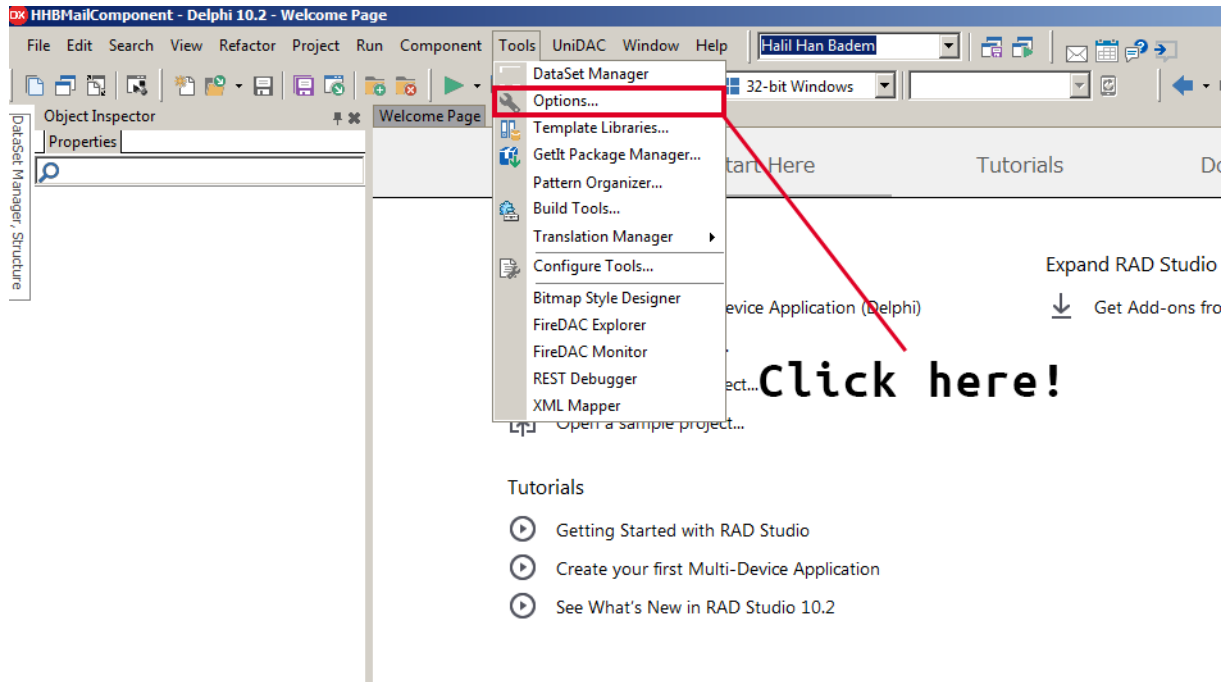 HHBMailComponent - Delphi 10.2 - Welcome Page
File Edit Search View Refactor Project Run Component Tools UniDAC Window Help Halil Han Badem
32-bit Windows
DataSet Manager, Structure
Object Inspector
Properties
Welcome Page
DataSet Manager
Options...
Template Libraries...
GetIt Package Manager...
Pattern Organizer...
Build Tools...
Translation Manager
Configure Tools...
Bitmap Style Designer
FireDAC Explorer
FireDAC Monitor
REST Debugger
XML Mapper
tart Here Tutorials
Expand RAD Studio
evice Application (Delphi) Get Add-ons fro
ect...
Click here!
Open a sample project...
Tutorials
Getting Started with RAD Studio
Create your first Multi-Device Application
See What's New in RAD Studio 10.2